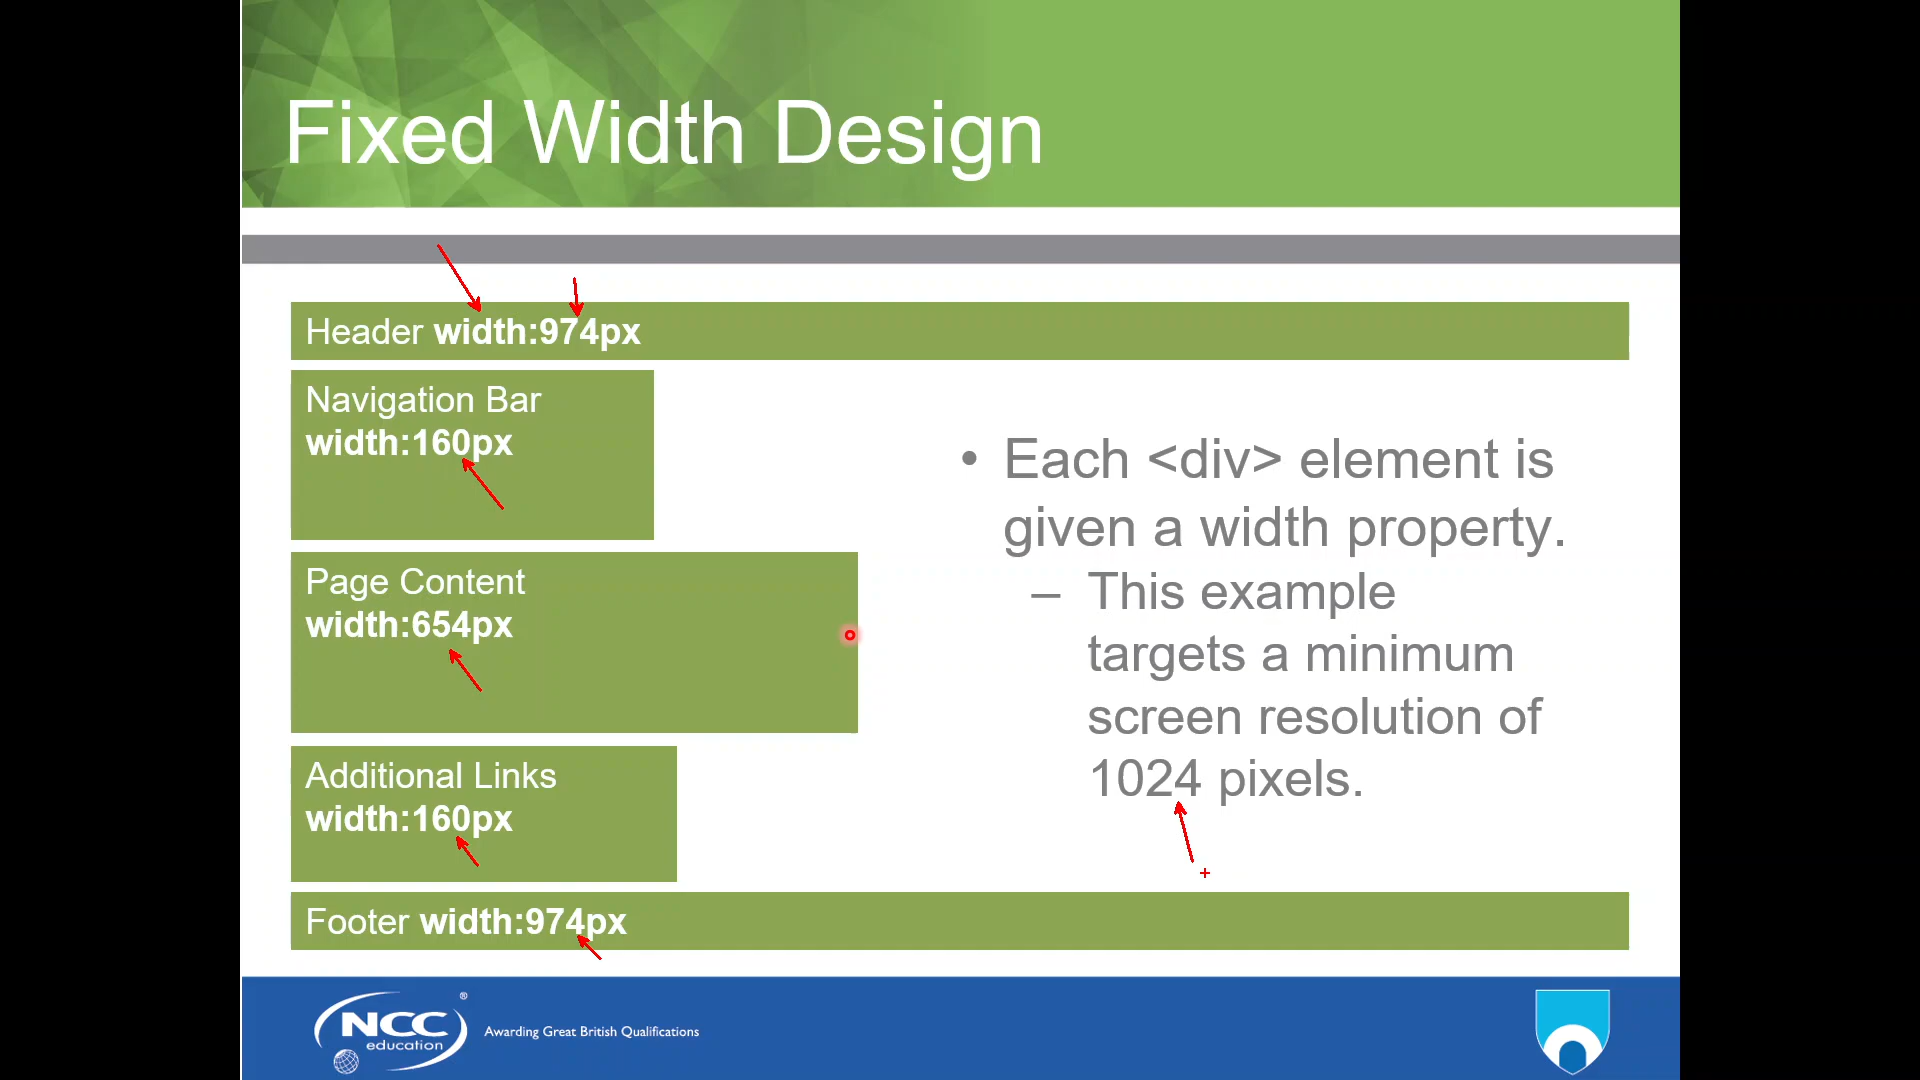 Fixed Width Design
Header width:974px
Navigation Bar
width:160px
Page Content
width:654px
Additional Links
width:160px
Footer width:974px
• Each <div> element is
given a width property.
– This example
targets a minimum
screen resolution of
1024 pixels.
NCC®
education
Awarding Great British Qualifications